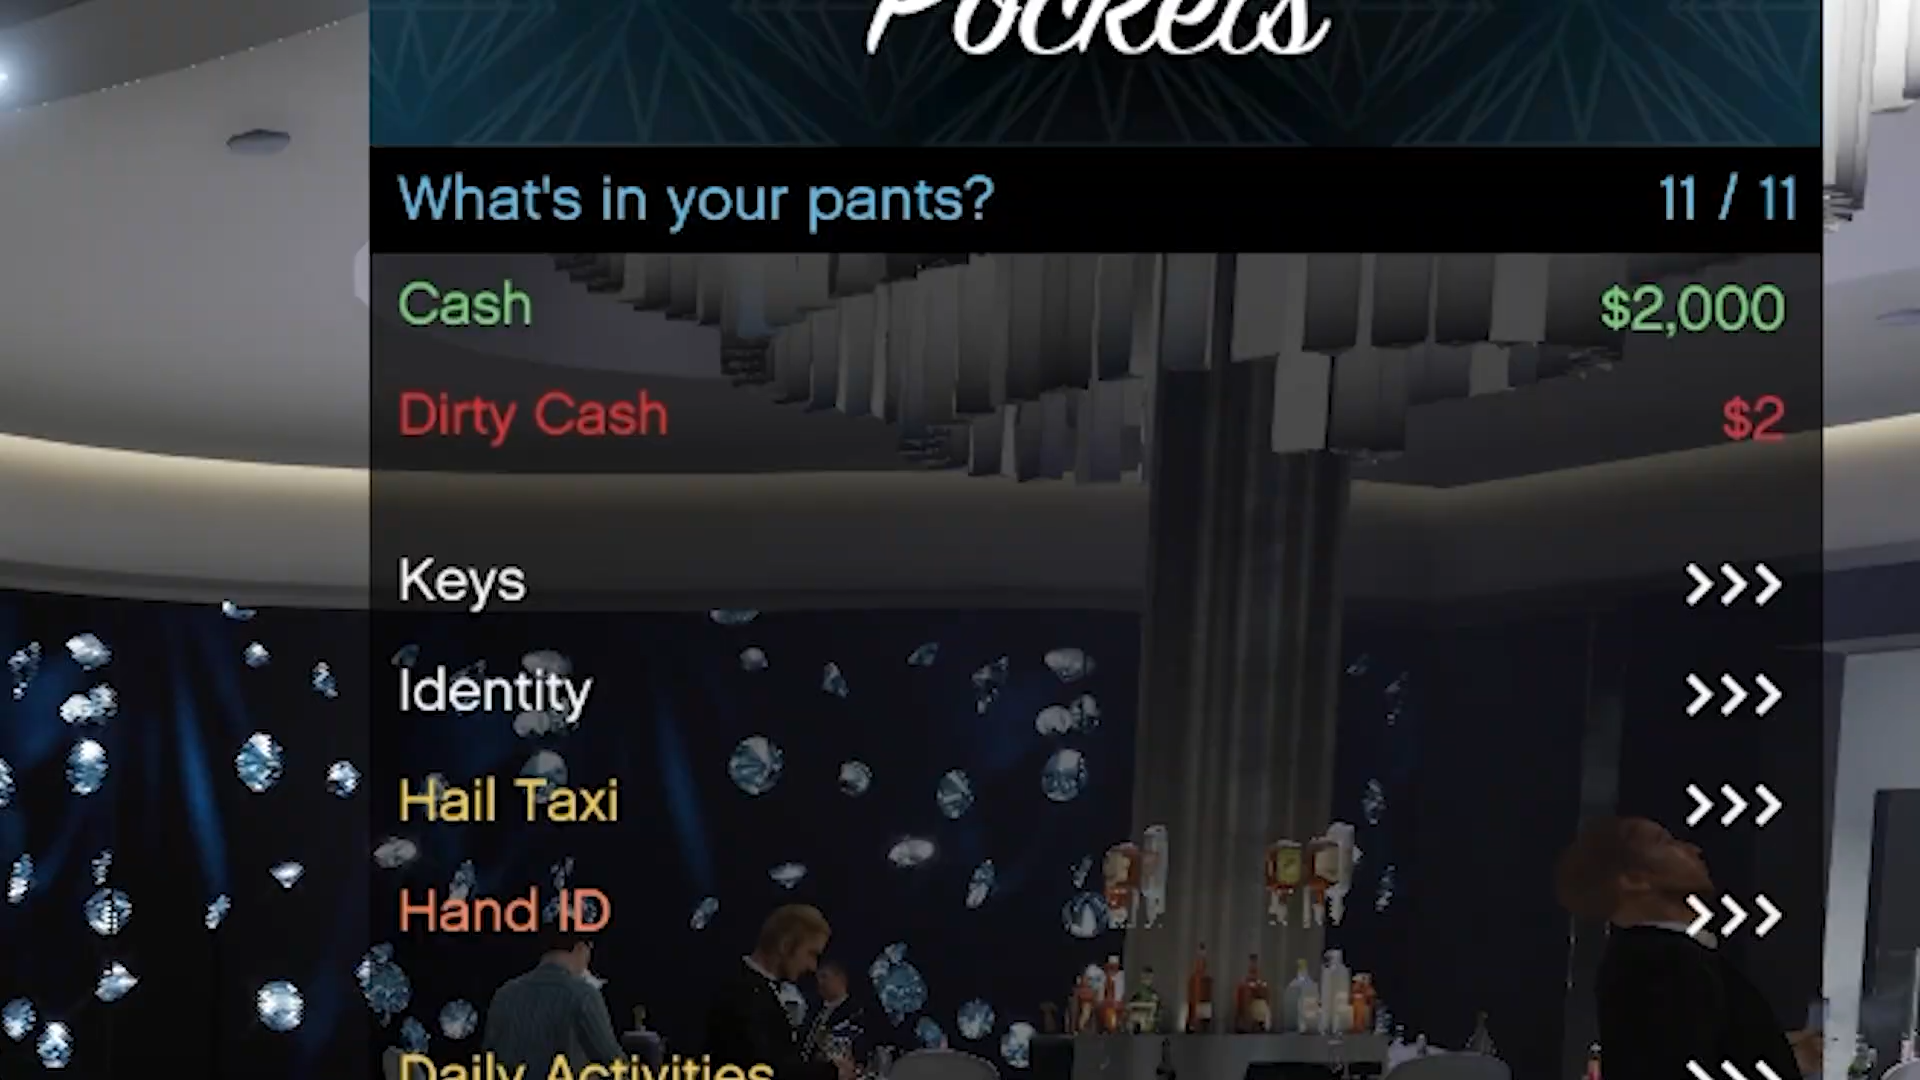 Pockets
What's in your pants? 11 / 11
Cash $2,000
Dirty Cash $2
Keys >>>
Identity >>>
Hail Taxi >>>
Hand ID >>>
Daily Activities >>>